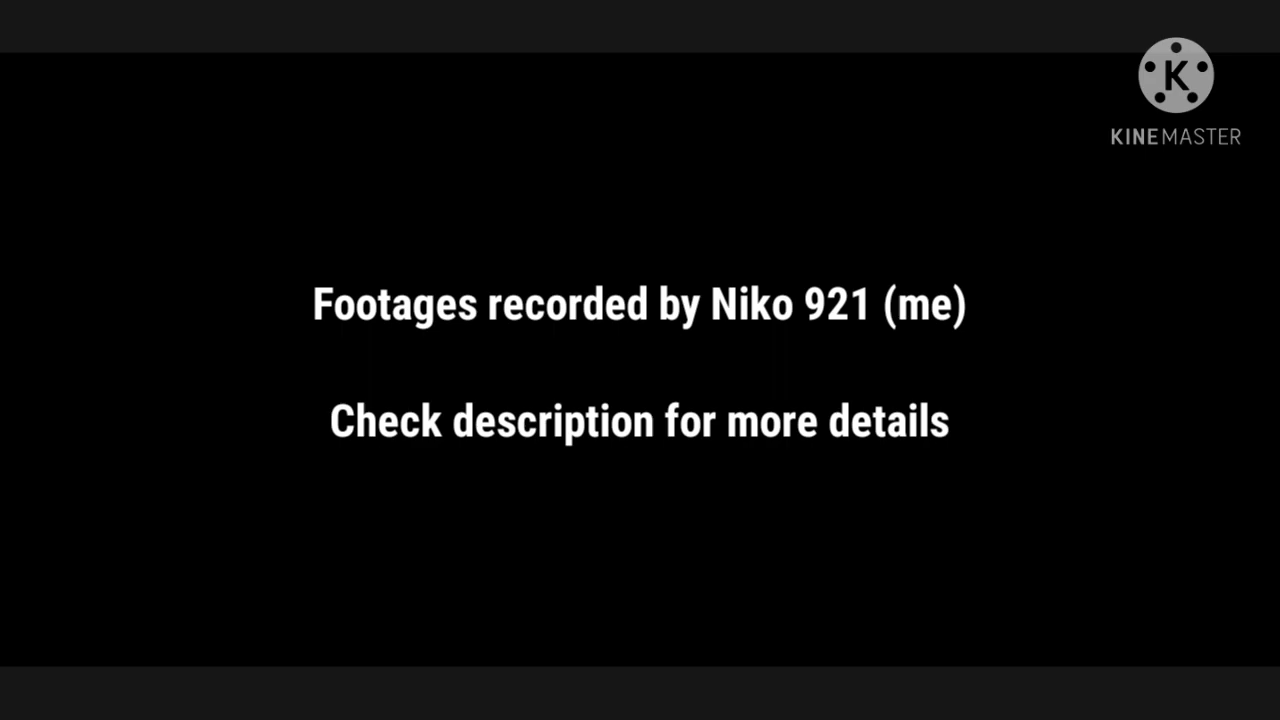 K
KINEMASTER
Footages recorded by Niko 921 (me)
Check description for more details